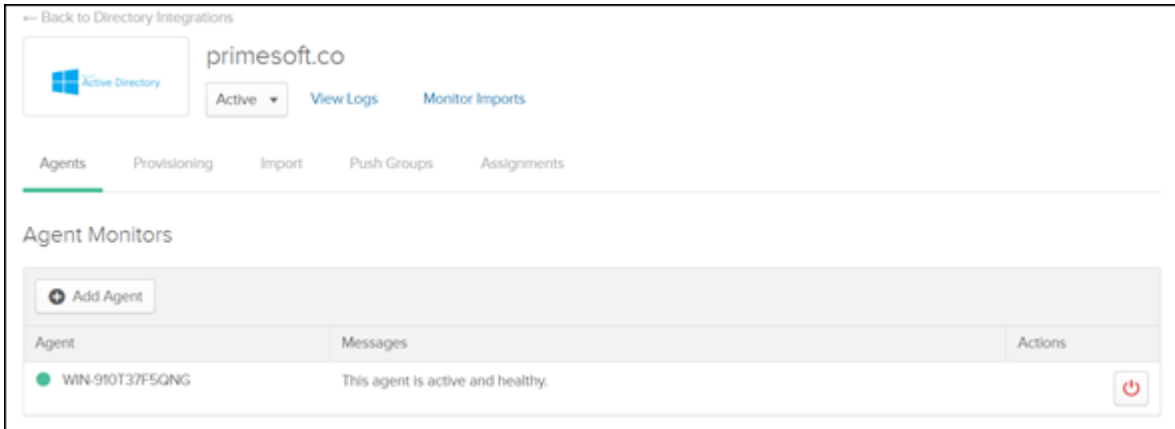 ← Back to Directory Integrations
primesoft.co
Active Directory
Active View Logs Monitor Imports
Agents Provisioning Import Push Groups Assignments
Agent Monitors
Add Agent
Agent Messages Actions
WIN-910T37F5QNG This agent is active and healthy.